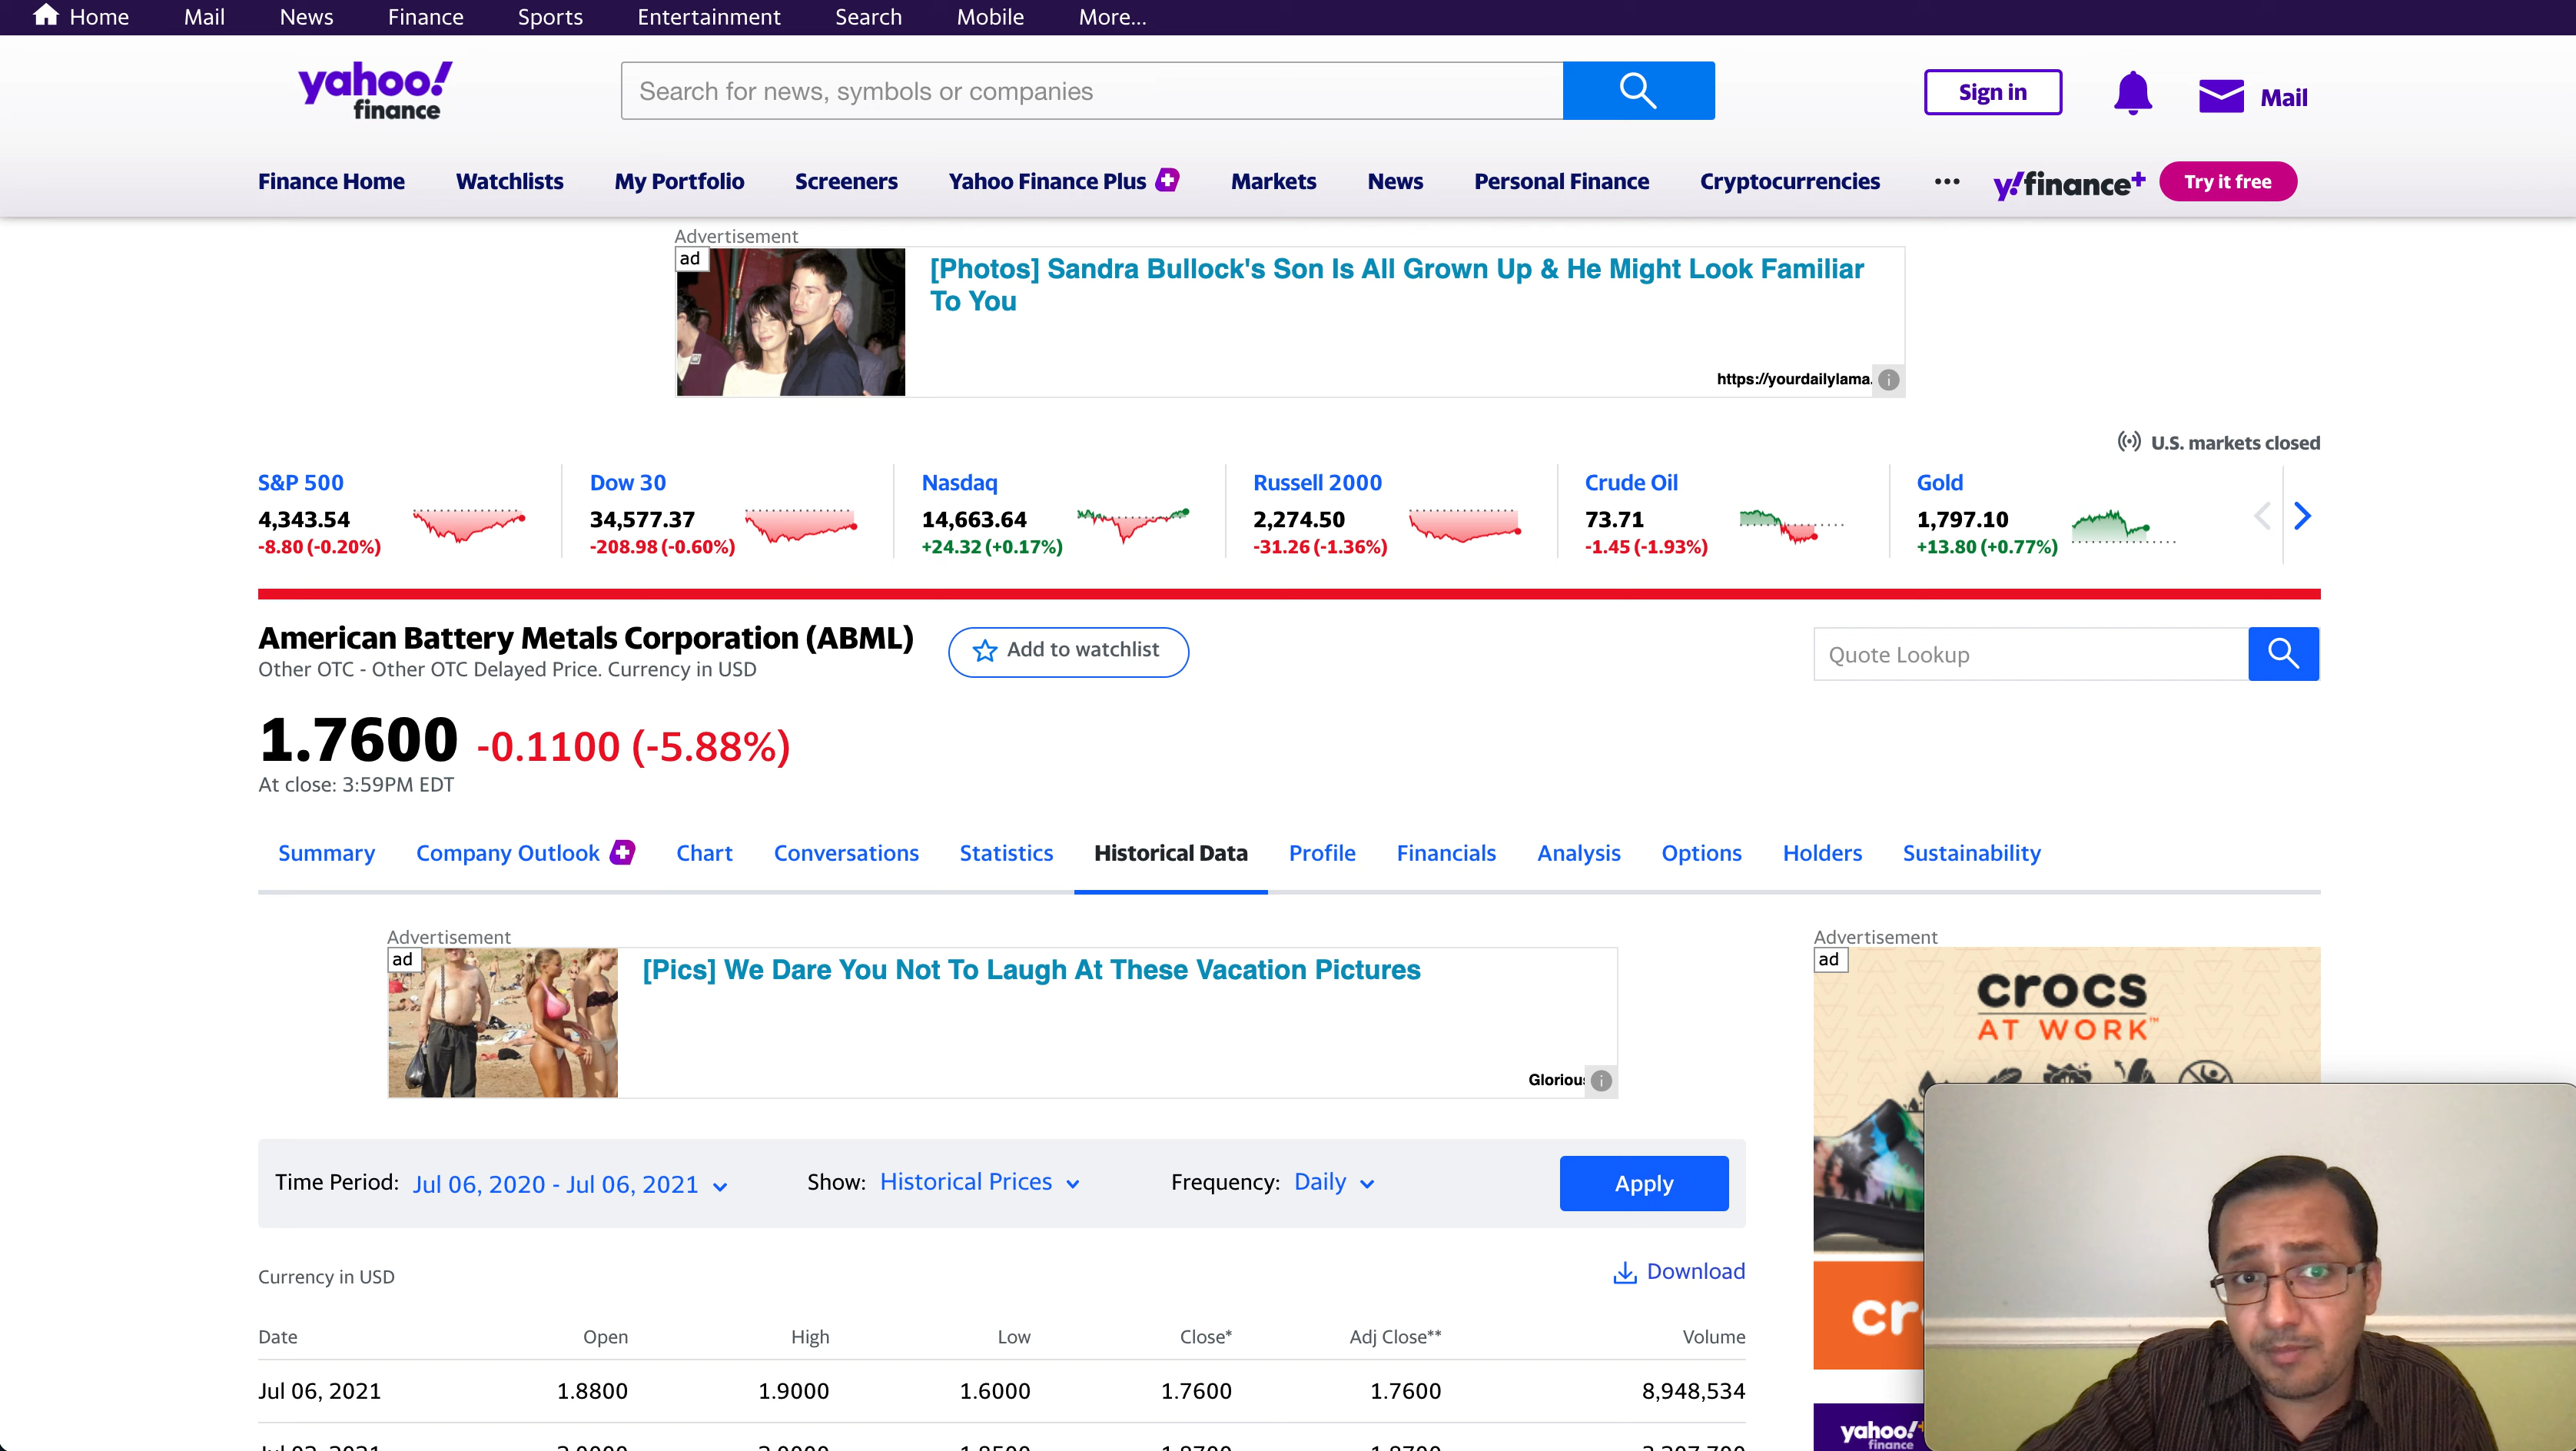 Home Mail News Finance Sports Entertainment Search Mobile More...
yahoo!
finance
Search for news, symbols or companies
Sign in
Mail
Finance Home Watchlists My Portfolio Screeners Yahoo Finance Plus Markets News Personal Finance Cryptocurrencies ... y!finance+ Try it free
Advertisement
ad
[Photos] Sandra Bullock's Son Is All Grown Up & He Might Look Familiar
To You
https://yourdailylama.
U.S. markets closed
S&P 500 Dow 30 Nasdaq Russell 2000 Crude Oil Gold
4,343.54 34,577.37 14,663.64 2,274.50 73.71 1,797.10
-8.80 (-0.20%) -208.98 (-0.60%) +24.32 (+0.17%) -31.26 (-1.36%) -1.45 (-1.93%) +13.80 (+0.77%)
American Battery Metals Corporation (ABML)
Add to watchlist
Quote Lookup
Other OTC - Other OTC Delayed Price. Currency in USD
1.7600 -0.1100 (-5.88%)
At close: 3:59PM EDT
Summary Company Outlook Chart Conversations Statistics Historical Data Profile Financials Analysis Options Holders Sustainability
Advertisement
ad
[Pics] We Dare You Not To Laugh At These Vacation Pictures
Glorious
Advertisement
ad
crocs
AT WORK™
Time Period: Jul 06, 2020 - Jul 06, 2021 Show: Historical Prices Frequency: Daily Apply
Currency in USD
Download
cr
Date Open High Low Close* Adj Close** Volume
Jul 06, 2021 1.8800 1.9000 1.6000 1.7600 1.7600 8,948,534
yahoo!
finance